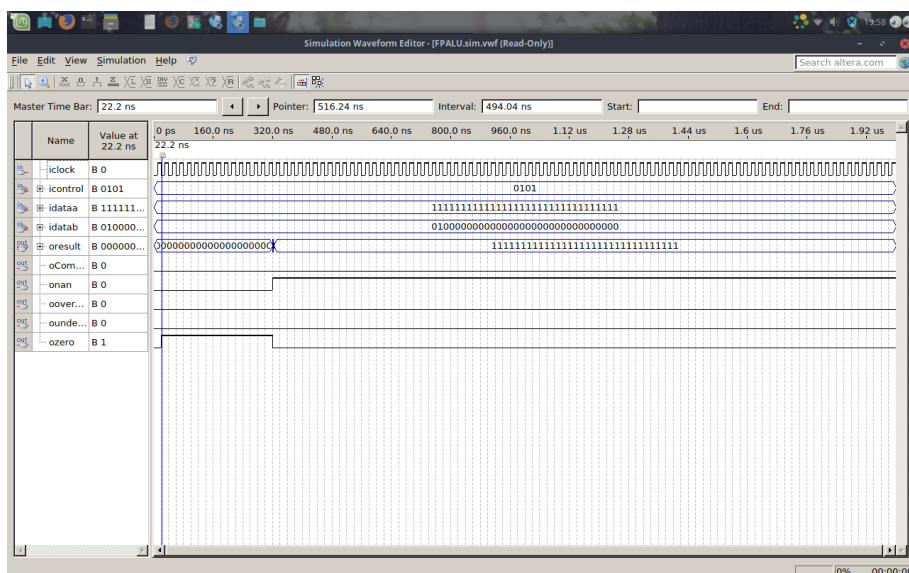 19:58
Simulation Waveform Editor - [FPALU.sim.vwf (Read-Only)]
File Edit View Simulation Help
Search altera.com
Master Time Bar: 22.2 ns Pointer: 516.24 ns Interval: 494.04 ns Start: End:
Name Value at 22.2 ns 0 ps 160.0 ns 320.0 ns 480.0 ns 640.0 ns 800.0 ns 960.0 ns 1.12 us 1.28 us 1.44 us 1.6 us 1.76 us 1.92 us
22.2 ns
iclock B 0
icontrol B 0101 0101
idataa B 111111... 11111111111111111111111111111111
idatab B 010000... 01000000000000000000000000000000
oresult B 000000... 11111111111111111111111111111111
oCom... B 0
onan B 0
oover... B 0
ounde... B 0
ozero B 1
0% 00:00:0